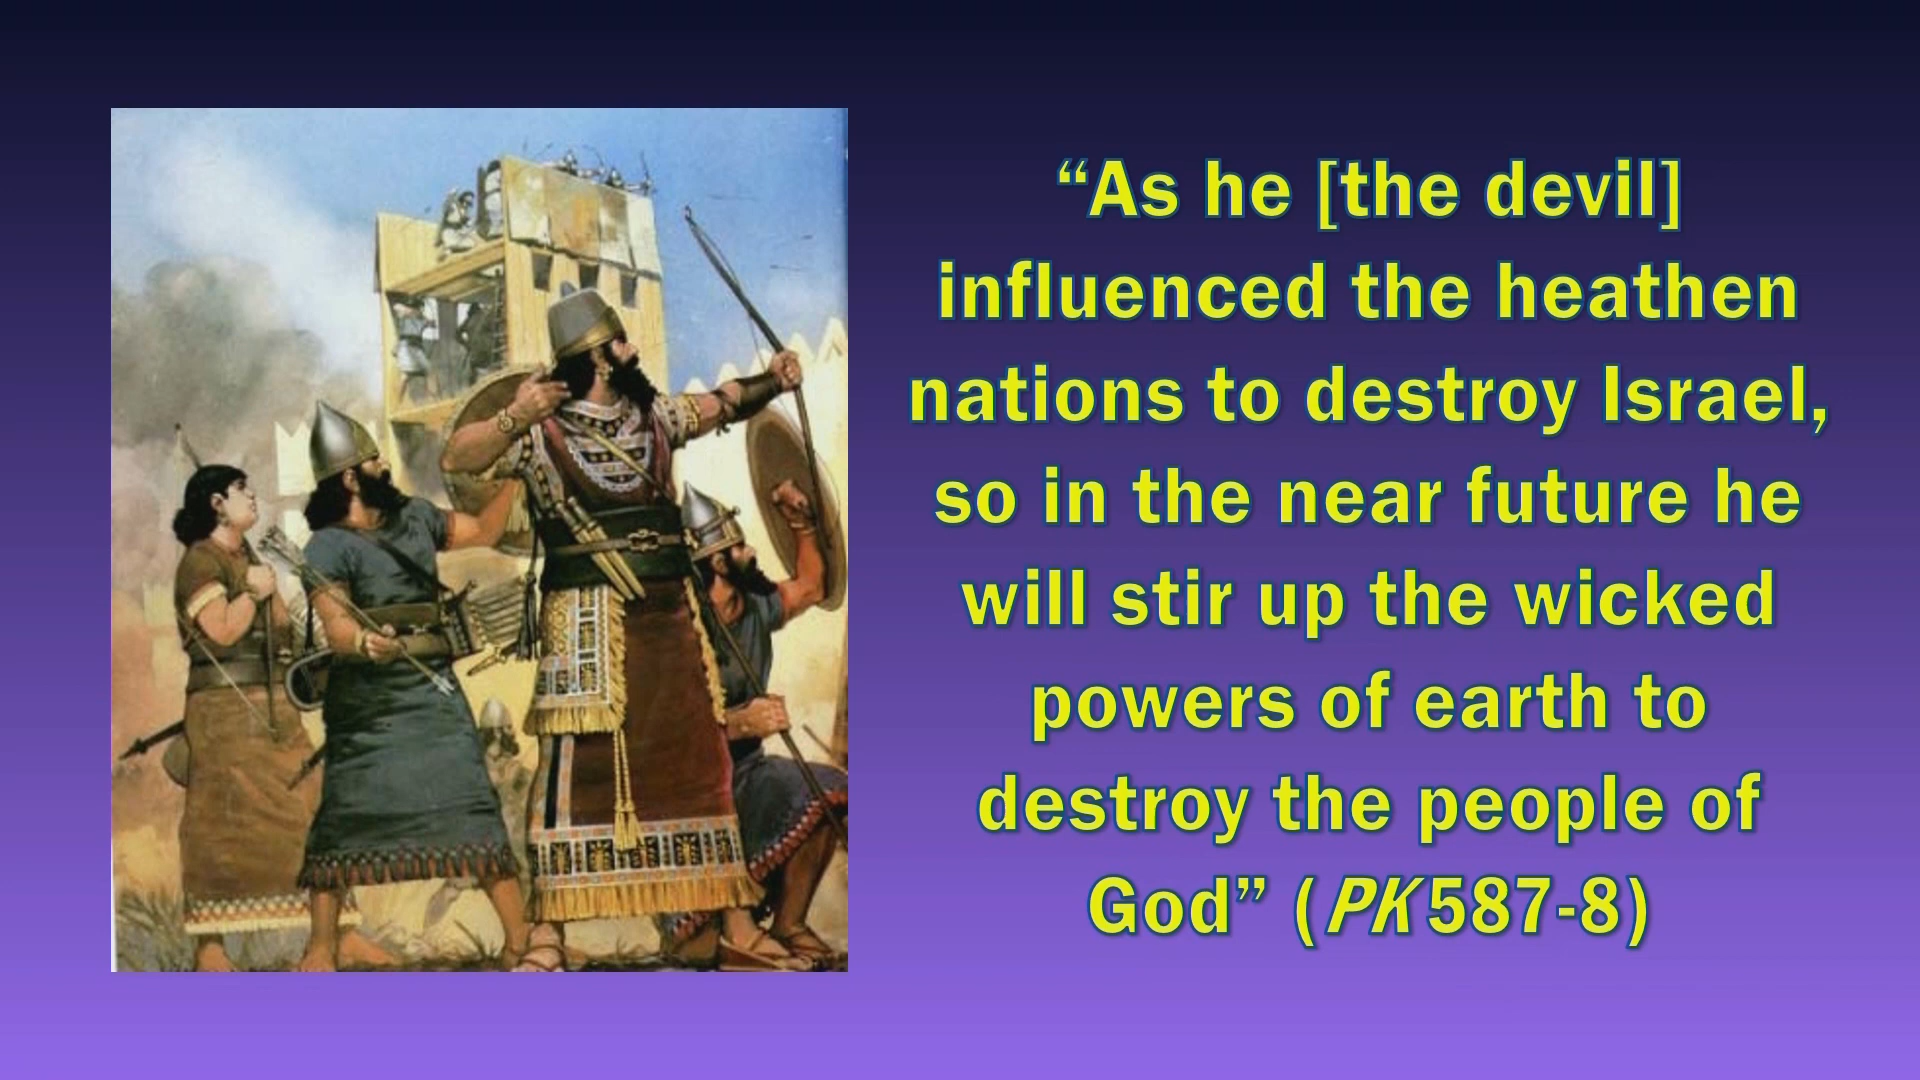 “As he [the devil]
influenced the heathen
nations to destroy Israel,
so in the near future he
will stir up the wicked
powers of earth to
destroy the people of
God” (PK 587-8)